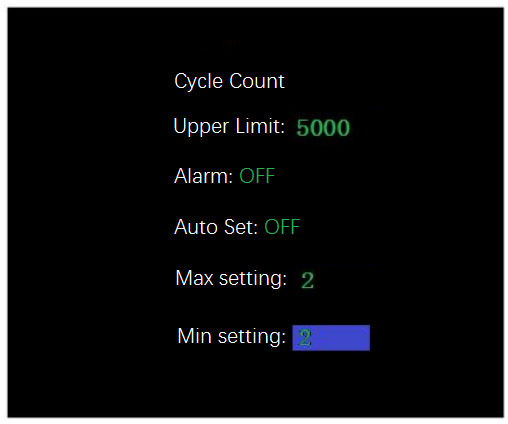 Cycle Count
Upper Limit: 5000
Alarm: OFF
Auto Set: OFF
Max setting: 2
Min setting: 2